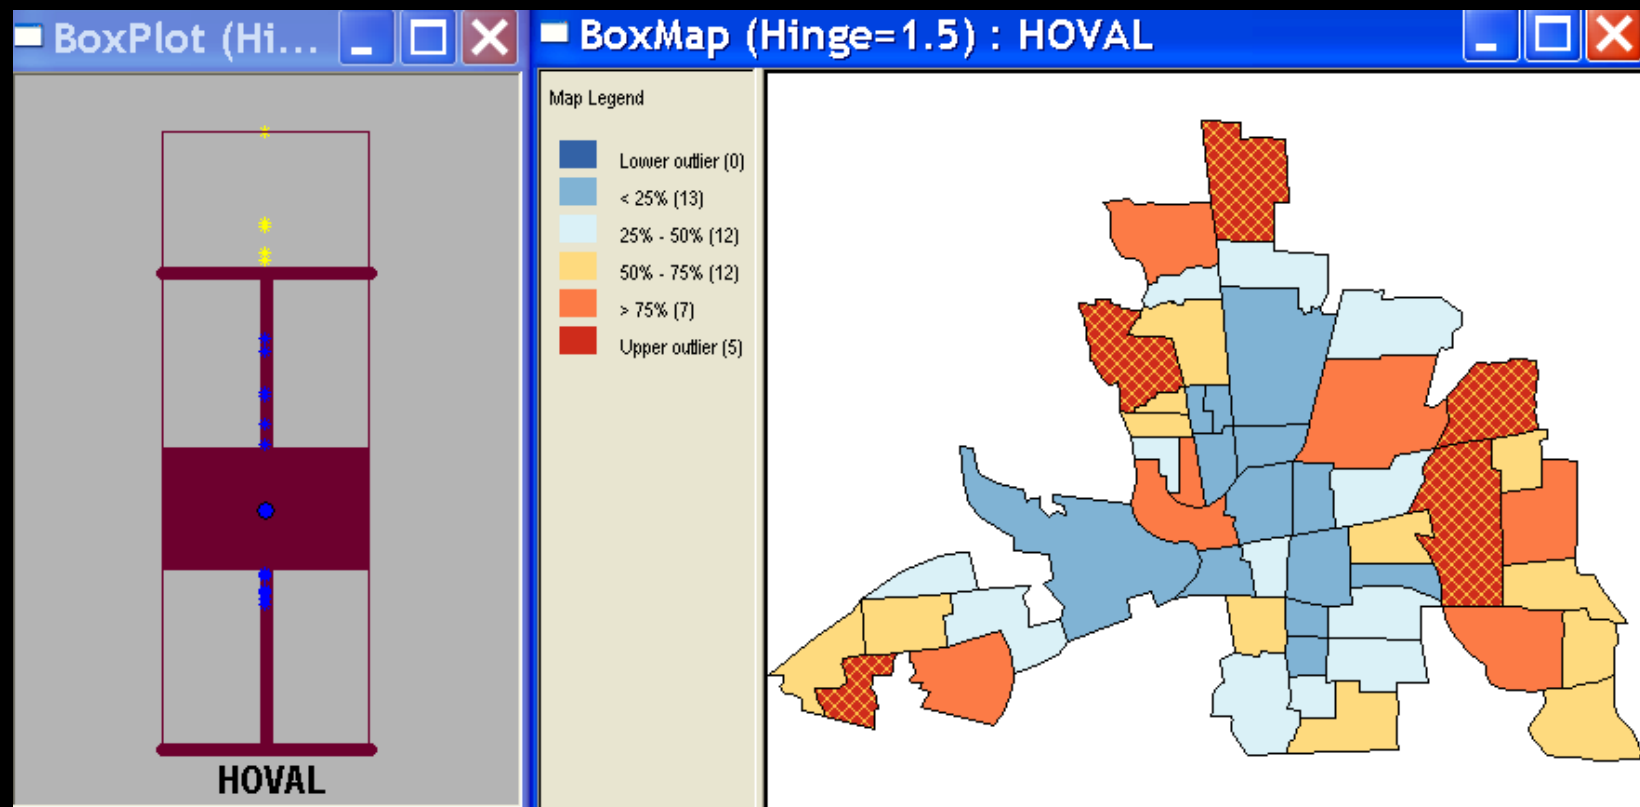 BoxPlot (Hi...
HOVAL
BoxMap (Hinge=1.5) : HOVAL
Map Legend
Lower outlier (0)
< 25% (13)
25% - 50% (12)
50% - 75% (12)
> 75% (7)
Upper outlier (5)